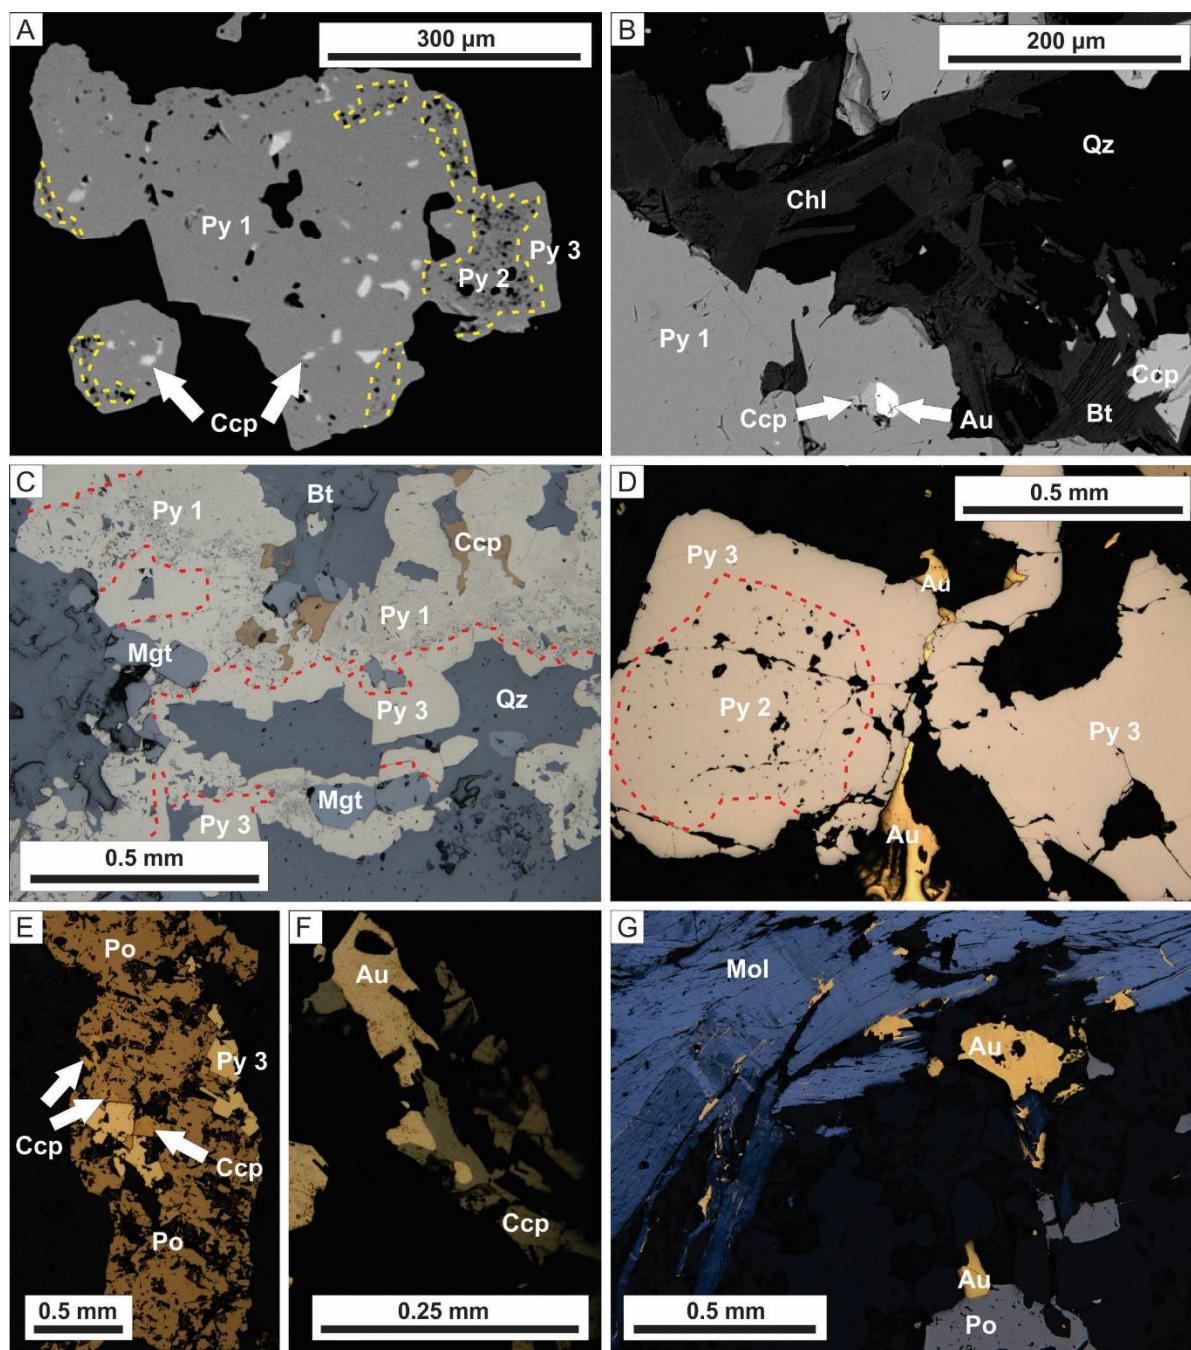 A
300 µm
Py 1
Py 2
Py 3
Ccp
B
200 µm
Qz
Chl
Py 1
Ccp
Au
Bt
Ccp
C
Py 1
Bt
Ccp
Py 1
Mgt
Py 3
Qz
Mgt
Py 3
0.5 mm
D
0.5 mm
Py 3
Au
Py 2
Py 3
Au
E
Po
Py 3
Ccp
Ccp
Po
0.5 mm
F
Au
Ccp
0.25 mm
G
Mol
Au
Au
Po
0.5 mm